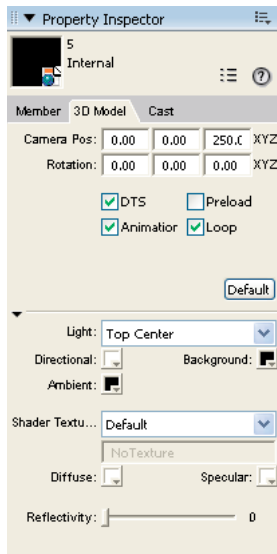 Property Inspector
5
Internal
Member 3D Model Cast
Camera Pos: 0.00 0.00 250.0 XYZ
Rotation: 0.00 0.00 0.00 XYZ
DTS Preload
Animation Loop
Default
Light: Top Center
Directional: Background:
Ambient:
Shader Textu... Default
NoTexture
Diffuse: Specular:
Reflectivity: 0